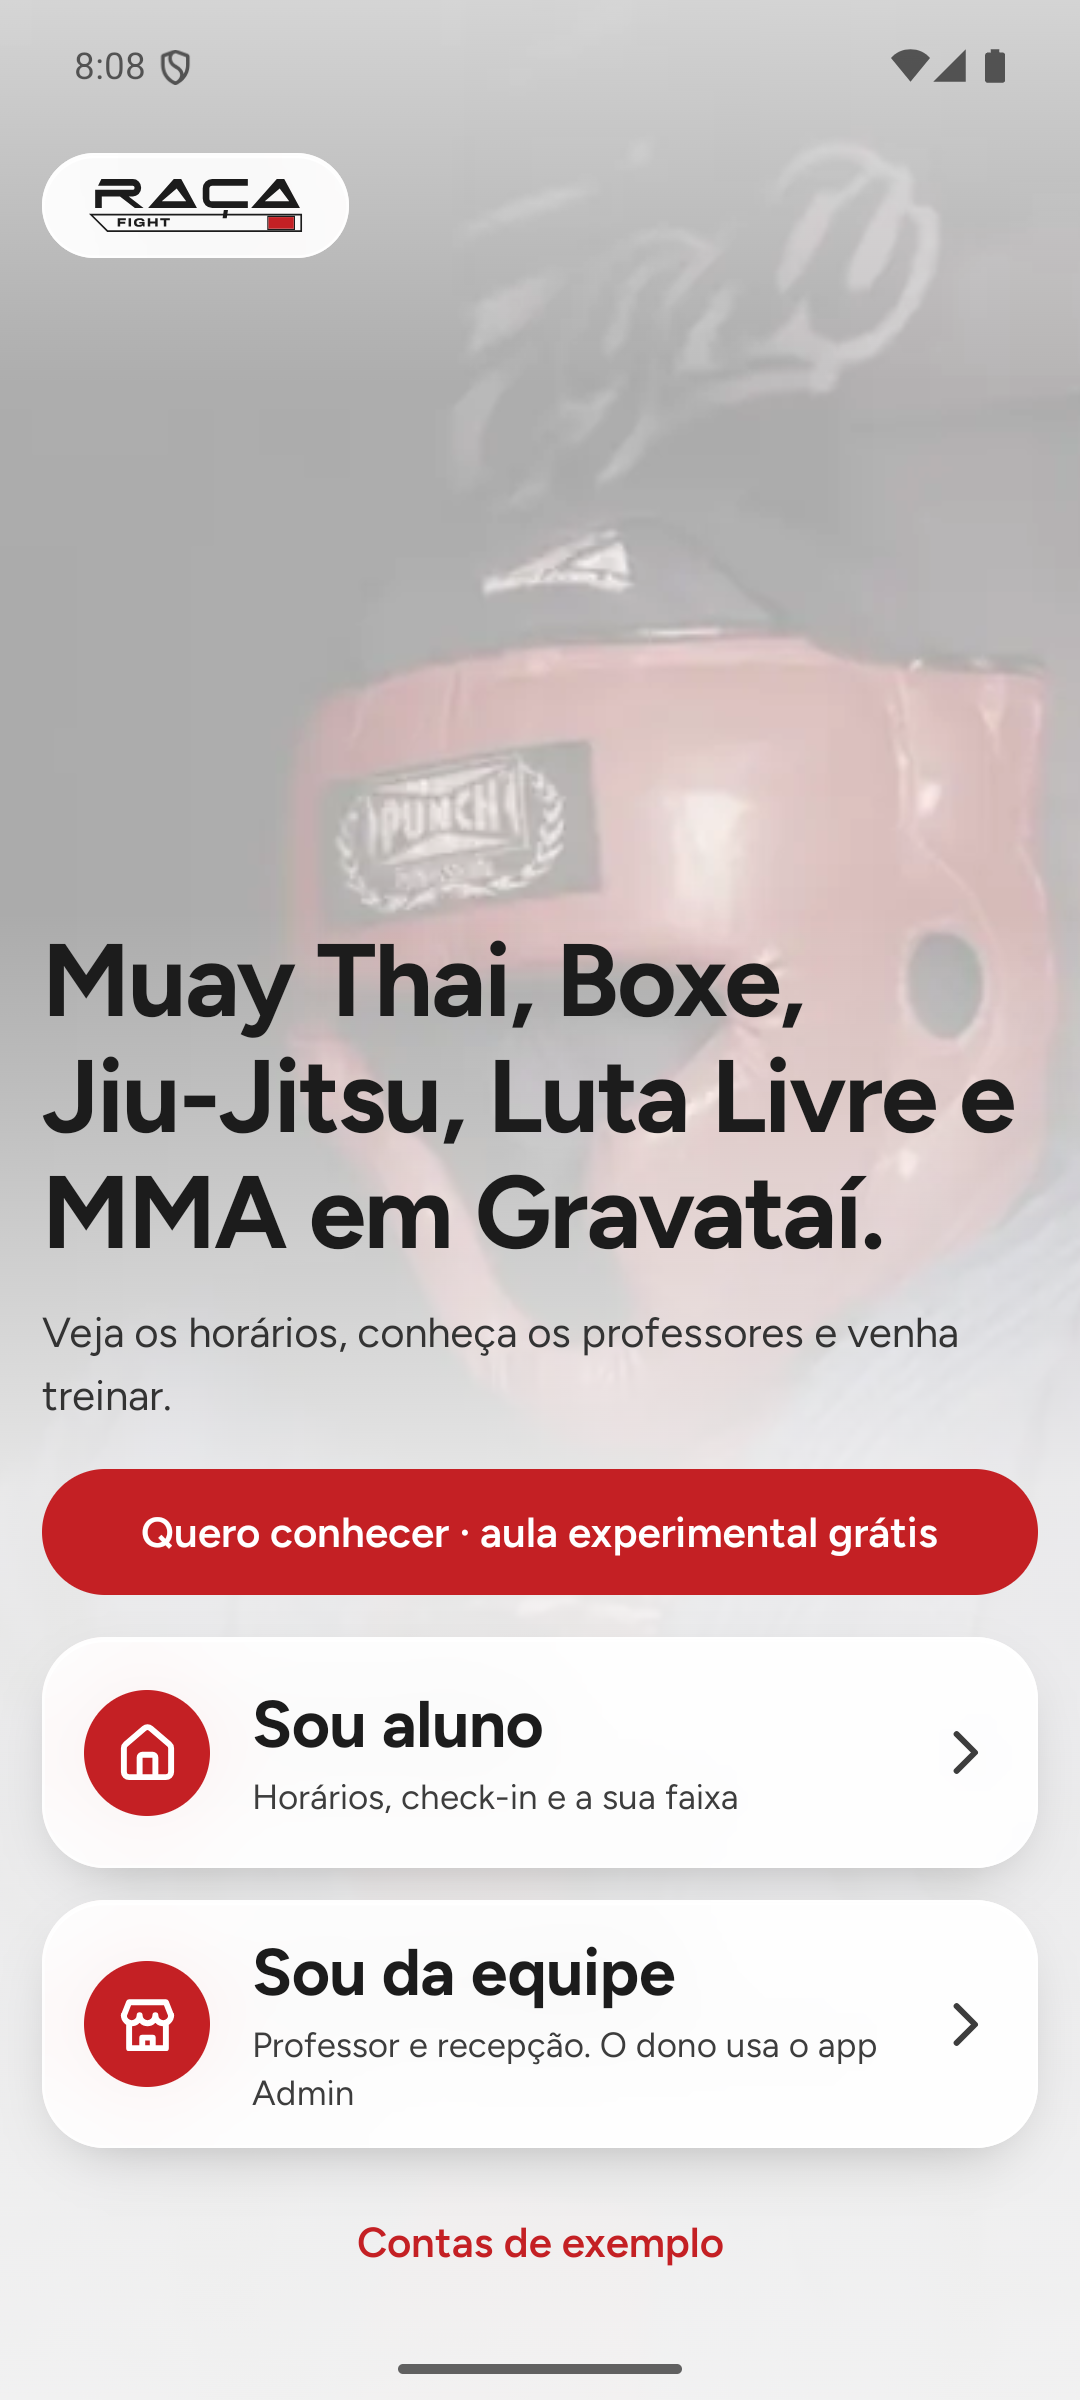 8:08
RAÇA
FIGHT
PUNCH
Muay Thai, Boxe,
Jiu-Jitsu, Luta Livre e
MMA em Gravataí.
Veja os horários, conheça os professores e venha
treinar.
Quero conhecer · aula experimental grátis
Sou aluno
Horários, check-in e a sua faixa
Sou da equipe
Professor e recepção. O dono usa o app
Admin
Contas de exemplo